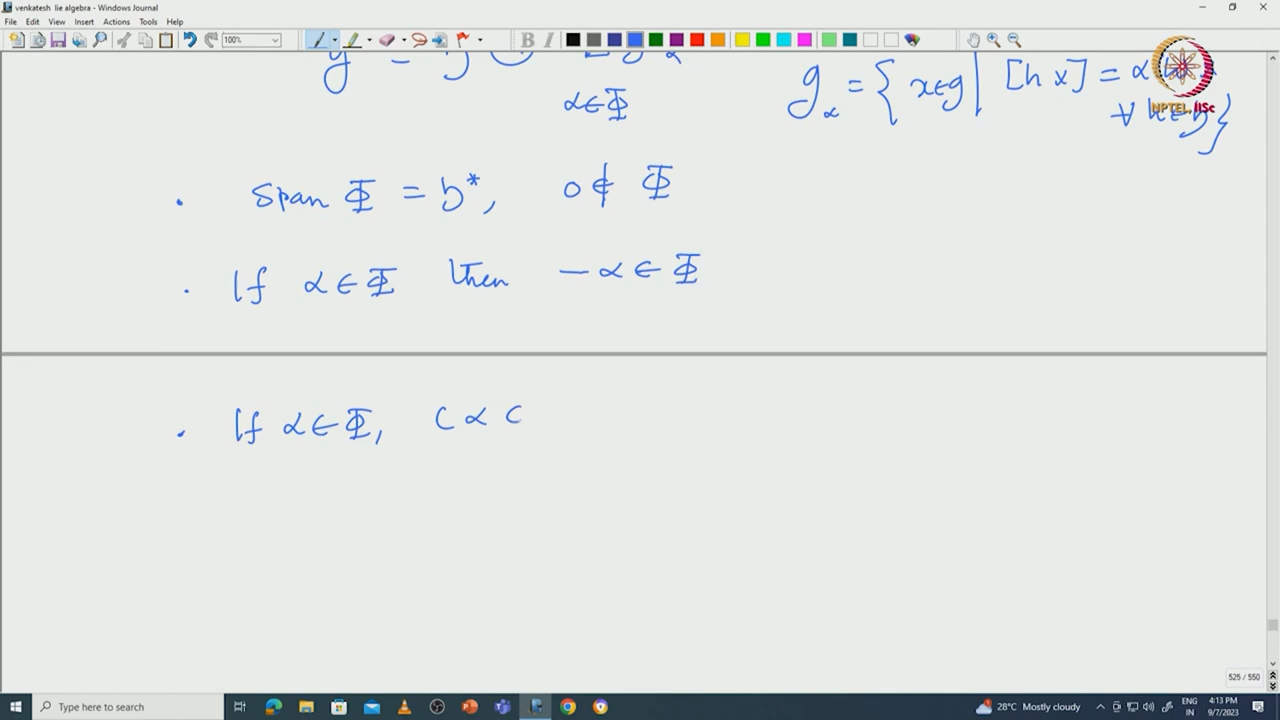 venkatesh lie algebra - Windows Journal
File Edit View Insert Actions Tools Help
100%
α∈Φ
g_α = { x∈g | [h x] =
NPTEL, IISc
. Span Φ = h*, 0 ∉ Φ
. If α∈Φ then -α∈Φ
. If α∈Φ, C α C
525 / 550
Type here to search
28°C Mostly cloudy
ENG
IN
4:13 PM
9/7/2023